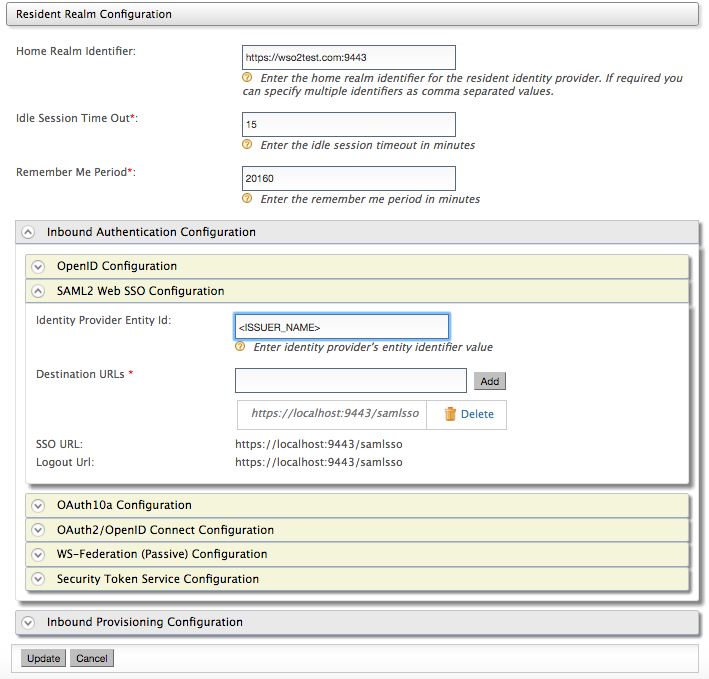 Resident Realm Configuration
Home Realm Identifier:
https://wso2test.com:9443
Enter the home realm identifier for the resident identity provider. If required you
can specify multiple identifiers as comma separated values.
Idle Session Time Out*:
15
Enter the idle session timeout in minutes
Remember Me Period*:
20160
Enter the remember me period in minutes
Inbound Authentication Configuration
OpenID Configuration
SAML2 Web SSO Configuration
Identity Provider Entity Id:
<ISSUER_NAME>
Enter identity provider's entity identifier value
Destination URLs *
Add
https://localhost:9443/samlsso
Delete
SSO URL:
https://localhost:9443/samlsso
Logout Url:
https://localhost:9443/samlsso
OAuth10a Configuration
OAuth2/OpenID Connect Configuration
WS-Federation (Passive) Configuration
Security Token Service Configuration
Inbound Provisioning Configuration
Update
Cancel